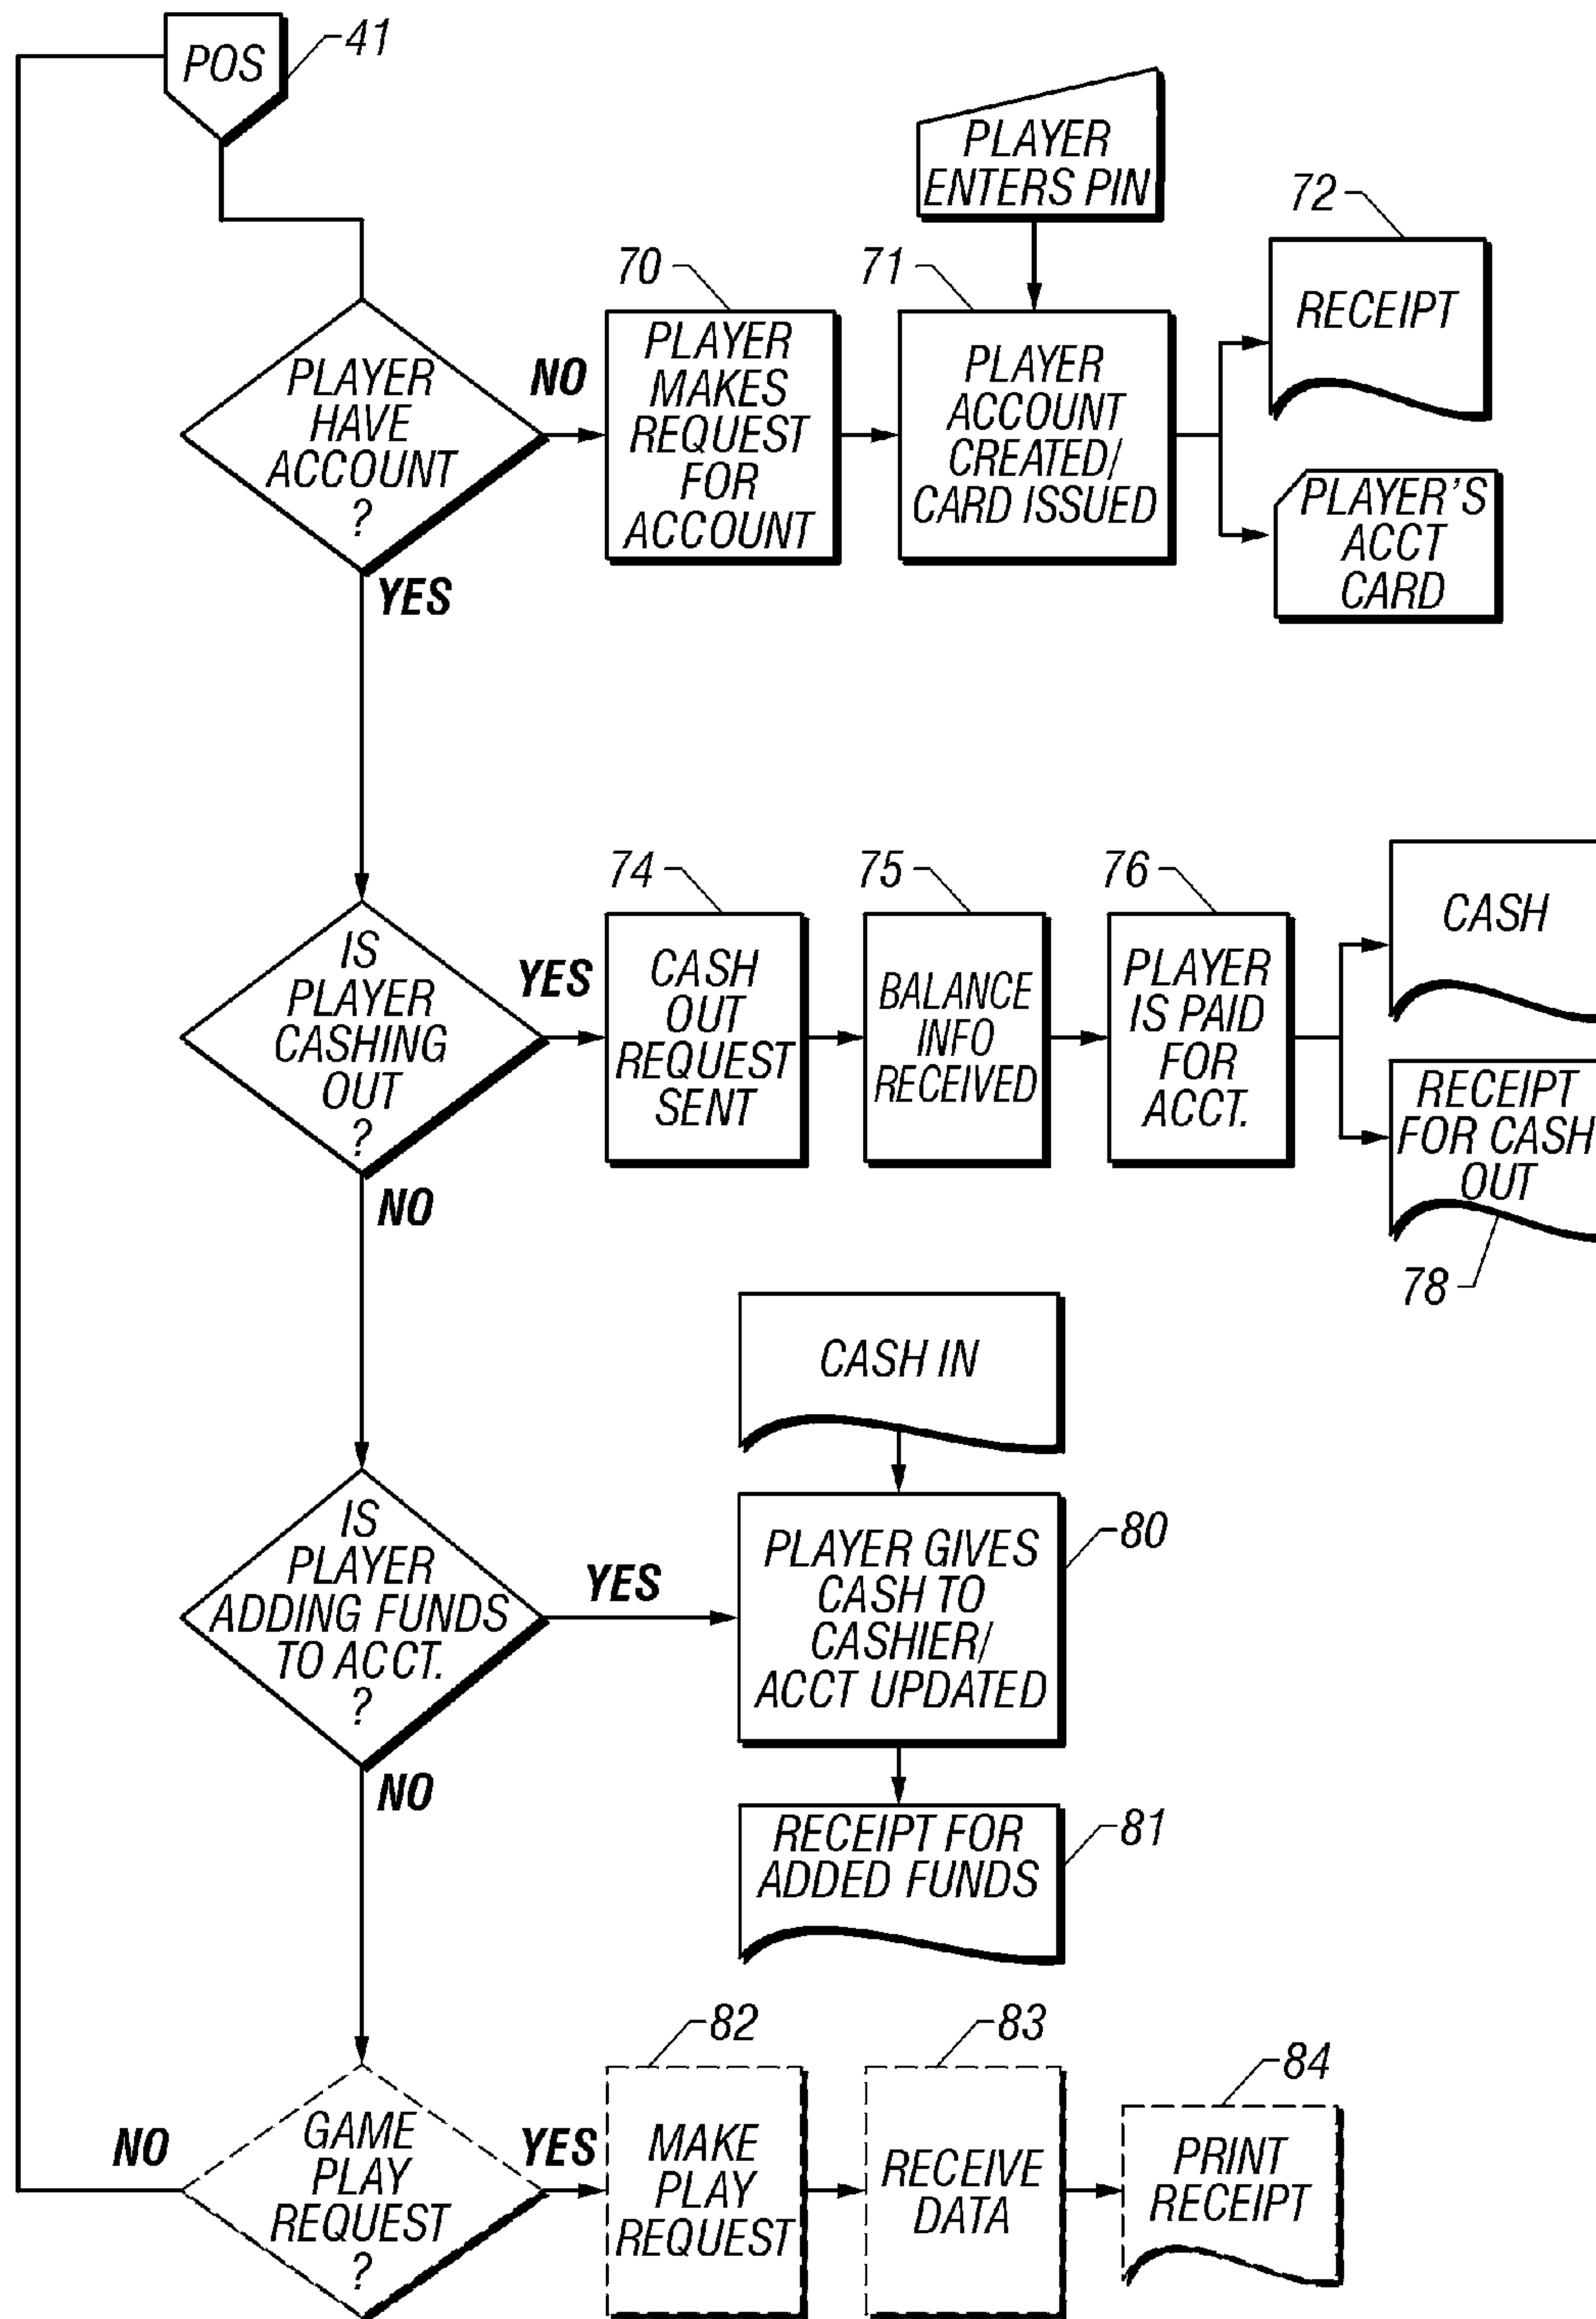 POS
41
PLAYER
ENTERS PIN
72
RECEIPT
70
71
PLAYER
HAVE
ACCOUNT
?
NO
YES
PLAYER
MAKES
REQUEST
FOR
ACCOUNT
PLAYER
ACCOUNT
CREATED/
CARD ISSUED
PLAYER'S
ACCT
CARD
74
75
76
IS
PLAYER
CASHING
OUT
?
YES
NO
CASH
OUT
REQUEST
SENT
BALANCE
INFO
RECEIVED
PLAYER
IS PAID
FOR
ACCT.
CASH
RECEIPT
FOR CASH
OUT
78
CASH IN
IS
PLAYER
ADDING FUNDS
TO ACCT.
?
YES
NO
PLAYER GIVES
CASH TO
CASHIER/
ACCT UPDATED
80
RECEIPT FOR
ADDED FUNDS
81
82
83
84
NO
GAME
PLAY
REQUEST
?
YES
MAKE
PLAY
REQUEST
RECEIVE
DATA
PRINT
RECEIPT